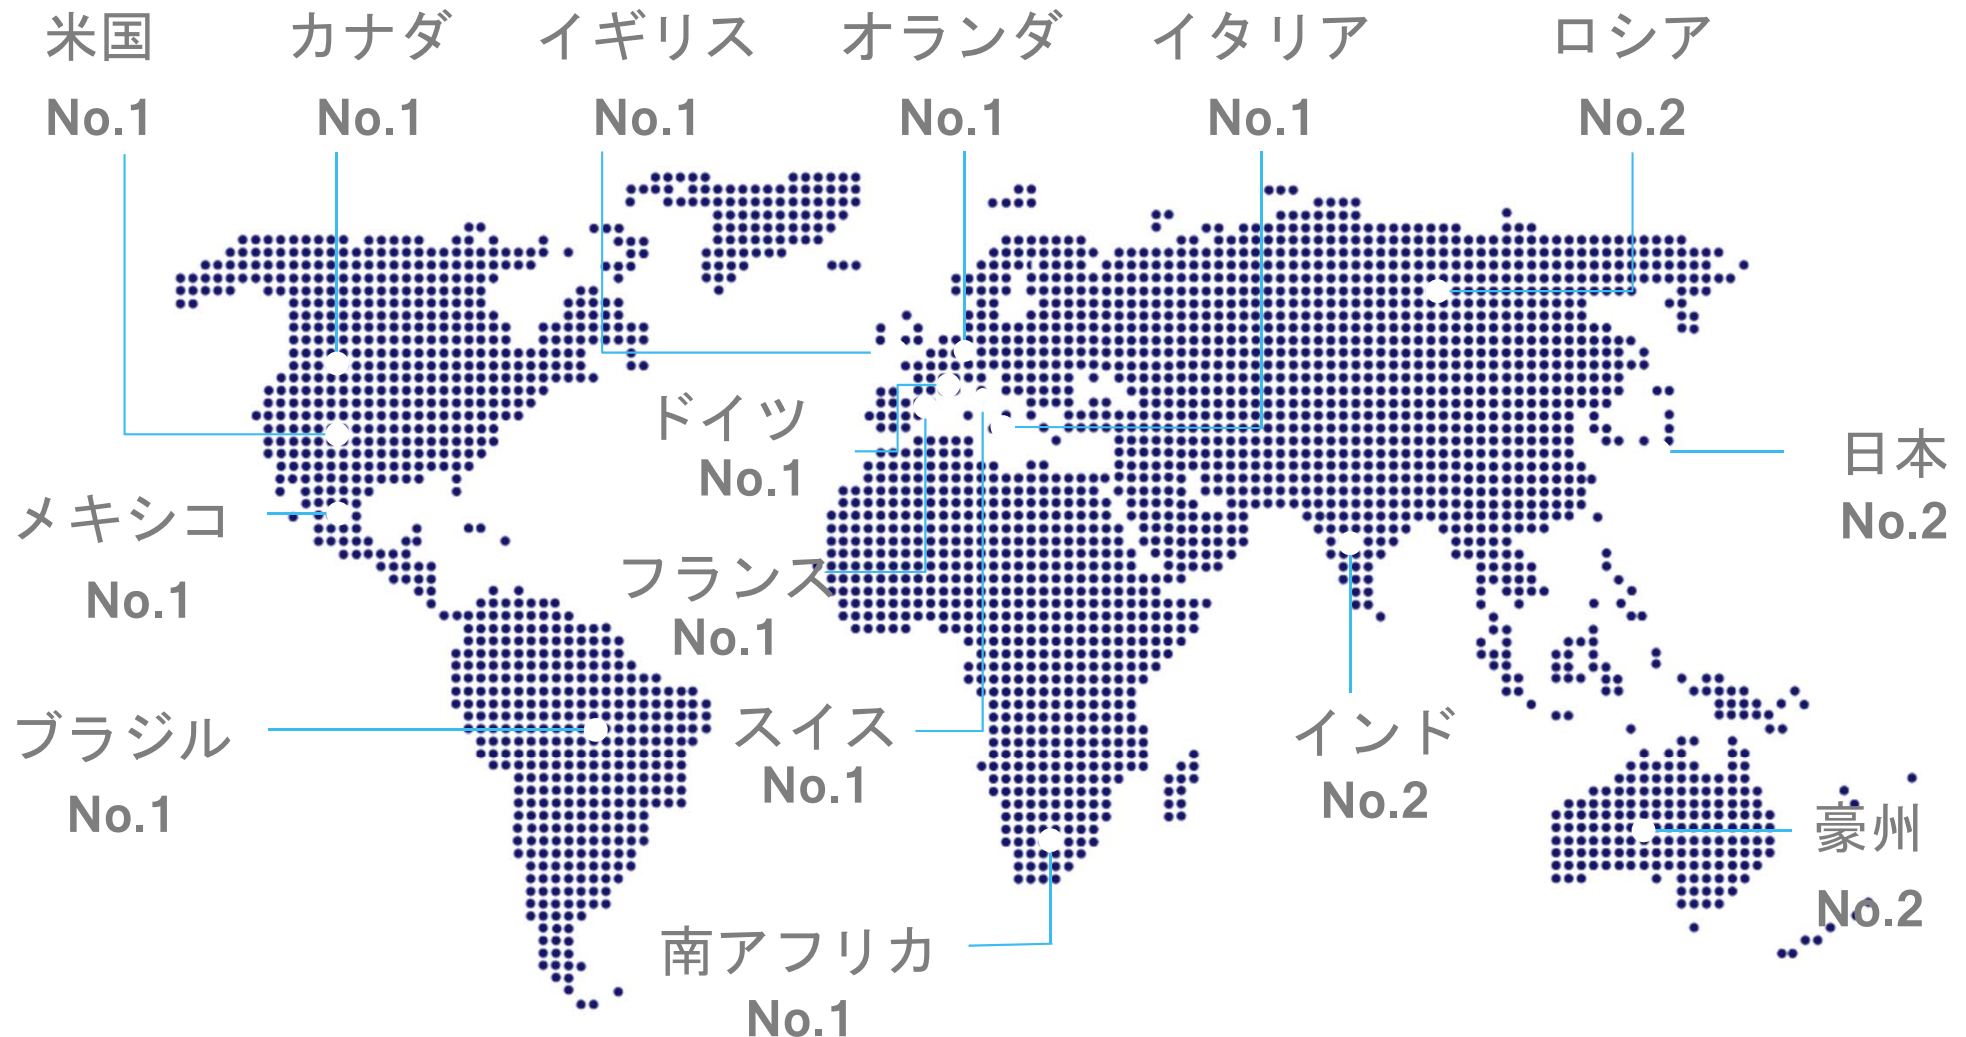 米国
No.1
カナダ
No.1
イギリス
No.1
オランダ
No.1
イタリア
No.1
ロシア
No.2
ドイツ
No.1
日本
No.2
メキシコ
No.1
フランス
No.1
ブラジル
No.1
スイス
No.1
インド
No.2
豪州
No.2
南アフリカ
No.1